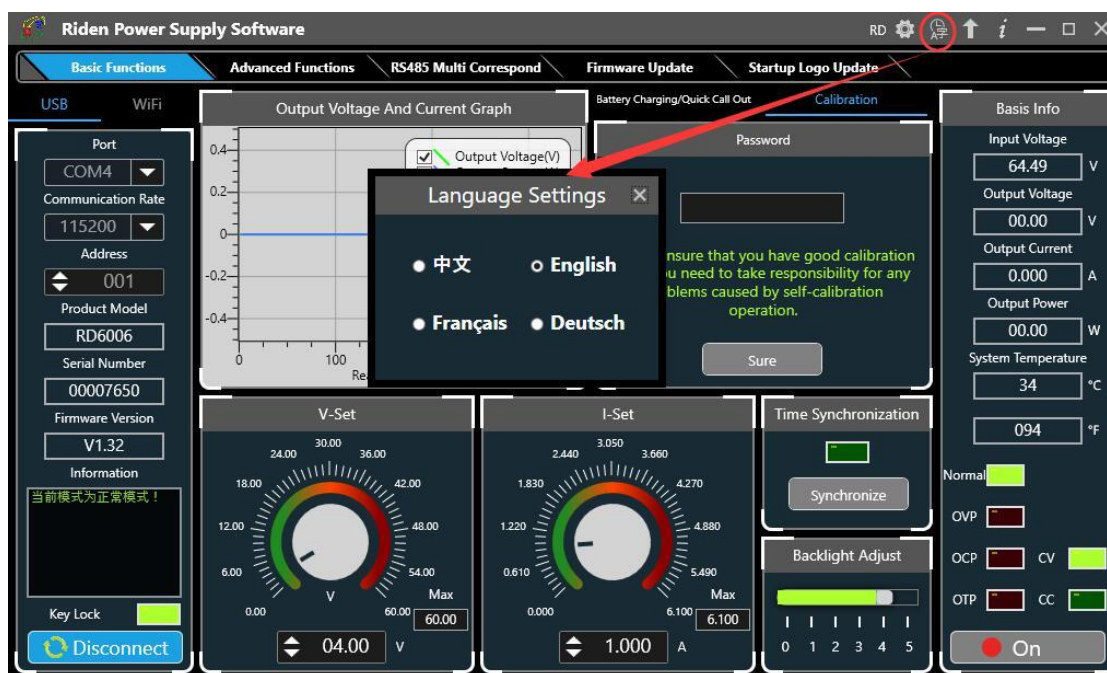 Riden Power Supply Software
RD
Basic Functions
Advanced Functions
RS485 Multi Correspond
Firmware Update
Startup Logo Update
USB
WiFi
Port
COM4
Communication Rate
115200
Address
001
Product Model
RD6006
Serial Number
00007650
Firmware Version
V1.32
Information
当前模式为正常模式！
Key Lock
Disconnect
Output Voltage And Current Graph
0.4
0.2
0
-0.2
-0.4
0
100
Output Voltage(V)
Language Settings
中文
English
Français
Deutsch
Battery Charging/Quick Call Out
Calibration
Password
nsure that you have good calibration
u need to take responsibility for any
blems caused by self-calibration
operation.
Sure
V-Set
0.00
6.00
12.00
18.00
24.00
30.00
36.00
42.00
48.00
54.00
60.00
V
Max
60.00
04.00 V
I-Set
0.000
0.610
1.220
1.830
2.440
3.050
3.660
4.270
4.880
5.490
6.100
Max
6.100
1.000 A
Time Synchronization
Synchronize
Backlight Adjust
0 1 2 3 4 5
Basis Info
Input Voltage
64.49 V
Output Voltage
00.00 V
Output Current
0.000 A
Output Power
00.00 W
System Temperature
34 °C
094 °F
Normal
OVP
OCP CV
OTP CC
On